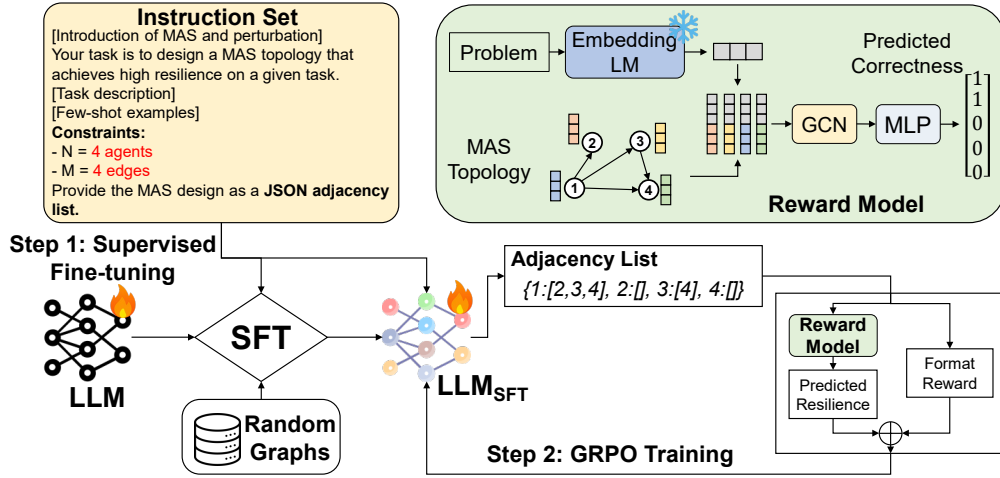 Instruction Set
[Introduction of MAS and perturbation]
Your task is to design a MAS topology that
achieves high resilience on a given task.
[Task description]
[Few-shot examples]
Constraints:
- N = 4 agents
- M = 4 edges
Provide the MAS design as a JSON adjacency
list.
Problem
Embedding
LM
Predicted
Correctness
MAS
Topology
1
2
3
4
GCN
MLP
1
1
0
0
0
Reward Model
Step 1: Supervised
Fine-tuning
LLM
SFT
Random
Graphs
LLMSFT
Adjacency List
{1:[2,3,4], 2:[], 3:[4], 4:[]}
Reward
Model
Predicted
Resilience
Format
Reward
Step 2: GRPO Training